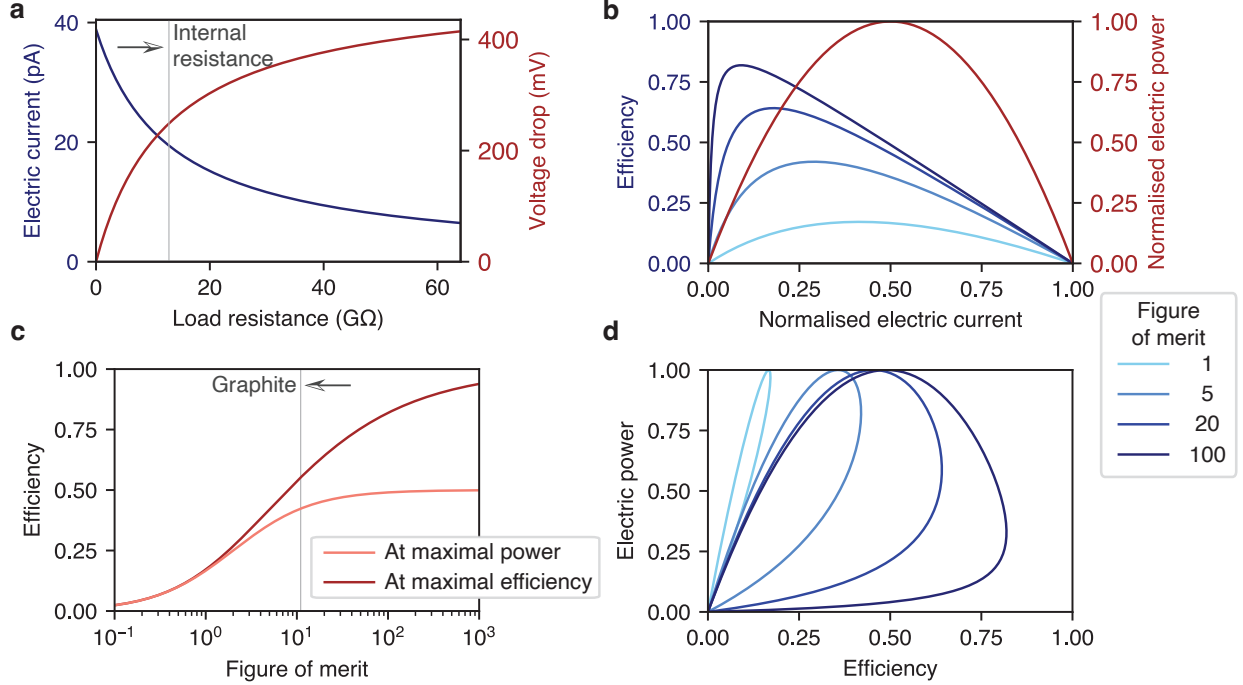 a
Electric current (pA)
40
20
0
Internal
resistance
400
200
0
Voltage drop (mV)
0
20
40
60
Load resistance (GΩ)
b
Efficiency
1.00
0.75
0.50
0.25
0.00
1.00
0.75
0.50
0.25
0.00
Normalised electric power
0.00
0.25
0.50
0.75
1.00
Normalised electric current
c
Efficiency
1.00
0.75
0.50
0.25
0.00
Graphite
At maximal power
At maximal efficiency
10⁻¹
10⁰
10¹
10²
10³
Figure of merit
d
Electric power
1.00
0.75
0.50
0.25
0.00
0.00
0.25
0.50
0.75
1.00
Efficiency
Figure
of merit
1
5
20
100